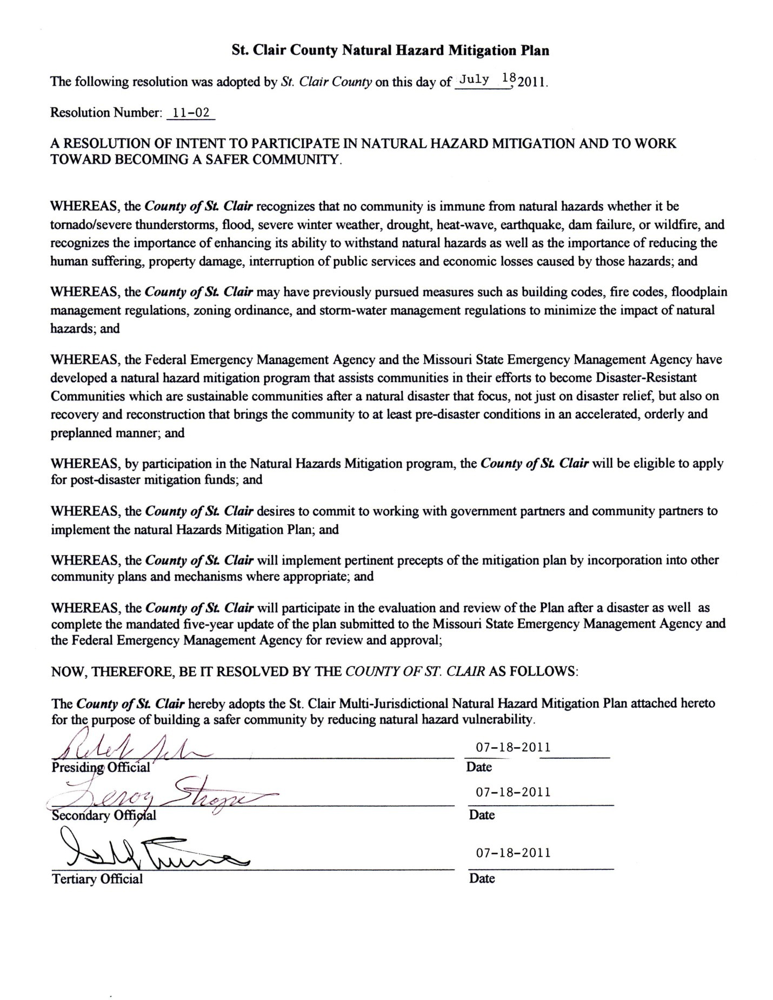 St. Clair County Natural Hazard Mitigation Plan
The following resolution was adopted by St. Clair County on this day of July 18, 2011.
Resolution Number: 11-02
A RESOLUTION OF INTENT TO PARTICIPATE IN NATURAL HAZARD MITIGATION AND TO WORK
TOWARD BECOMING A SAFER COMMUNITY.
WHEREAS, the County of St. Clair recognizes that no community is immune from natural hazards whether it be
tornado/severe thunderstorms, flood, severe winter weather, drought, heat-wave, earthquake, dam failure, or wildfire, and
recognizes the importance of enhancing its ability to withstand natural hazards as well as the importance of reducing the
human suffering, property damage, interruption of public services and economic losses caused by those hazards; and
WHEREAS, the County of St. Clair may have previously pursued measures such as building codes, fire codes, floodplain
management regulations, zoning ordinance, and storm-water management regulations to minimize the impact of natural
hazards; and
WHEREAS, the Federal Emergency Management Agency and the Missouri State Emergency Management Agency have
developed a natural hazard mitigation program that assists communities in their efforts to become Disaster-Resistant
Communities which are sustainable communities after a natural disaster that focus, not just on disaster relief, but also on
recovery and reconstruction that brings the community to at least pre-disaster conditions in an accelerated, orderly and
preplanned manner; and
WHEREAS, by participation in the Natural Hazards Mitigation program, the County of St. Clair will be eligible to apply
for post-disaster mitigation funds; and
WHEREAS, the County of St. Clair desires to commit to working with government partners and community partners to
implement the natural Hazards Mitigation Plan; and
WHEREAS, the County of St. Clair will implement pertinent precepts of the mitigation plan by incorporation into other
community plans and mechanisms where appropriate; and
WHEREAS, the County of St. Clair will participate in the evaluation and review of the Plan after a disaster as well as
complete the mandated five-year update of the plan submitted to the Missouri State Emergency Management Agency and
the Federal Emergency Management Agency for review and approval;
NOW, THEREFORE, BE IT RESOLVED BY THE COUNTY OF ST. CLAIR AS FOLLOWS:
The County of St. Clair hereby adopts the St. Clair Multi-Jurisdictional Natural Hazard Mitigation Plan attached hereto
for the purpose of building a safer community by reducing natural hazard vulnerability.
07-18-2011
Presiding Official Date
Leroy Strope 07-18-2011
Secondary Official Date
07-18-2011
Tertiary Official Date